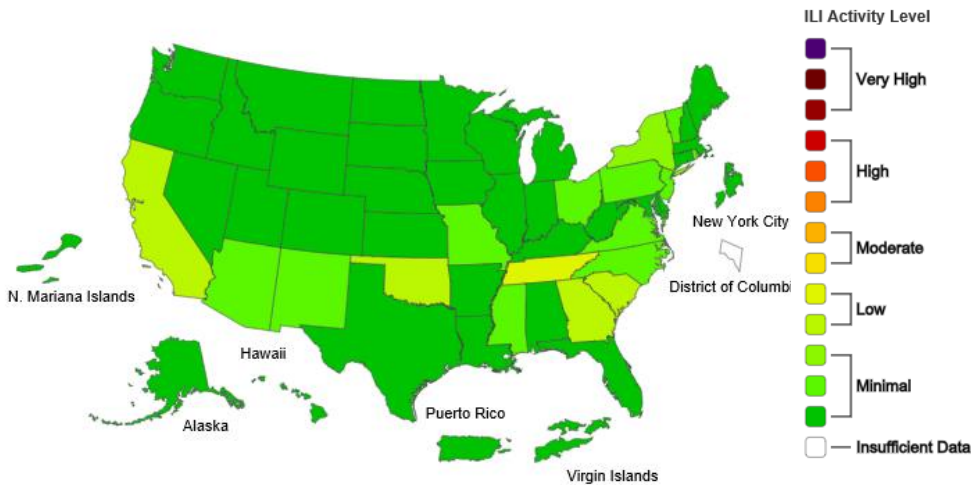 ILI Activity Level
Very High
High
Moderate
Low
Minimal
Insufficient Data
New York City
District of Columbi
N. Mariana Islands
Hawaii
Alaska
Puerto Rico
Virgin Islands